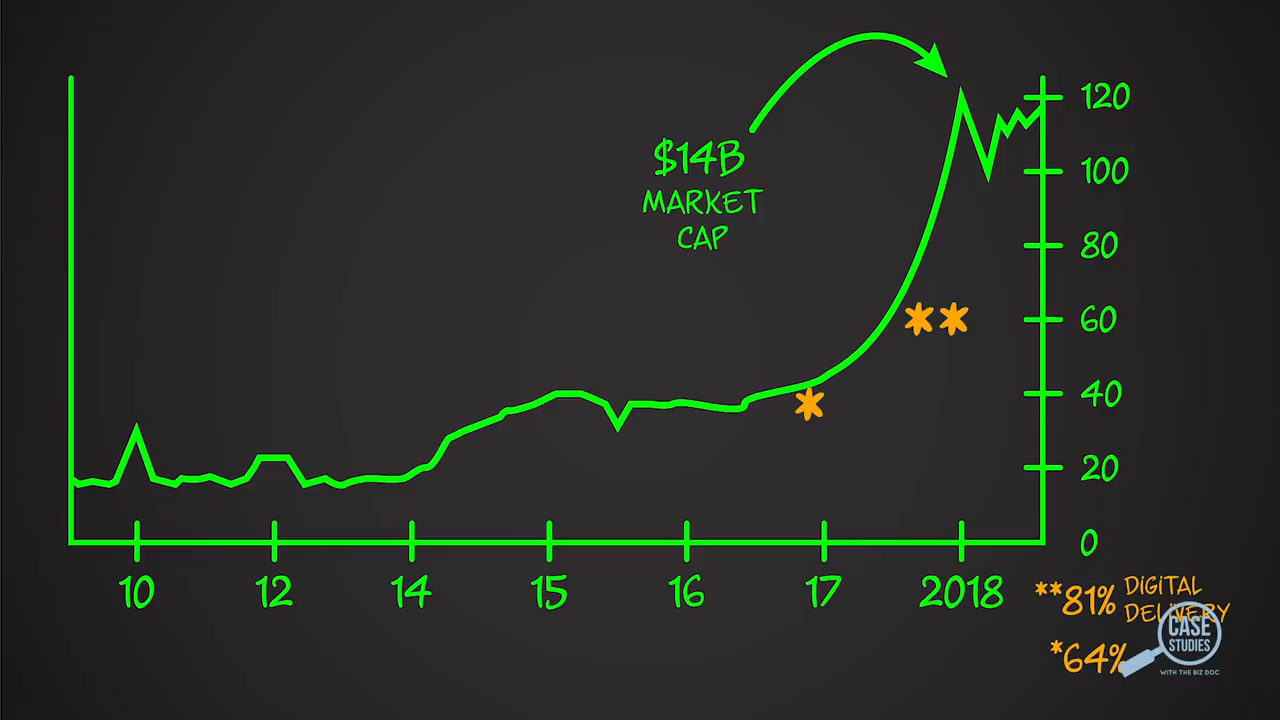 $14B
MARKET
CAP
120
100
80
60
40
20
0
10 12 14 15 16 17 2018
**
*
**81% DIGITAL
DELIVERY
*64%
CASE
STUDIES
WITH THE BIZ DOC